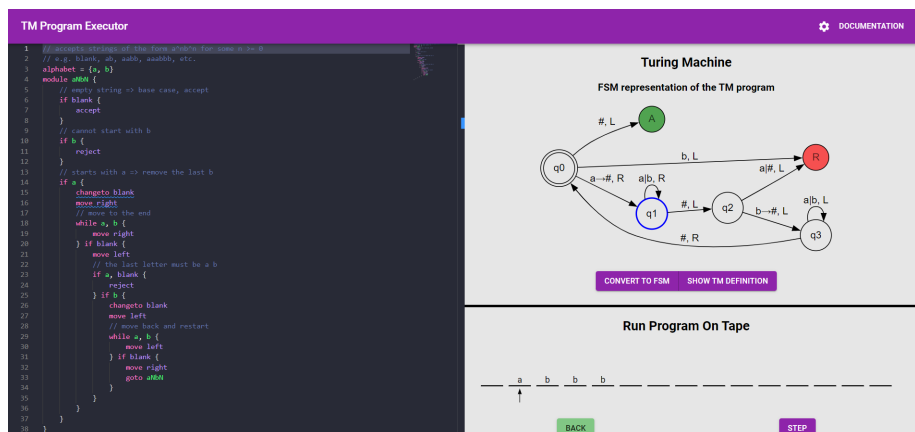 TM Program Executor
DOCUMENTATION
1 // accepts strings of the form a^nb^n for some n >= 0
2 // e.g. blank, ab, aabb, aaabbb, etc.
3 alphabet = {a, b}
4 module aNbN {
5 // empty string => base case, accept
6 if blank {
7 accept
8 }
9 // cannot start with b
10 if b {
11 reject
12 }
13 // starts with a => remove the last b
14 if a {
15 changeto blank
16 move right
17 // move to the end
18 while a, b {
19 move right
20 } if blank {
21 move left
22 // the last letter must be a b
23 if a, blank {
24 reject
25 } if b {
26 changeto blank
27 move left
28 // move back and restart
29 while a, b {
30 move left
31 } if blank {
32 move right
33 goto aNbN
34 }
35 }
36 }
37 }
38 }
Turing Machine
FSM representation of the TM program
#, L
A
b, L
R
q0
a→#, R
a|b, R
a|#, L
q1
#, L
q2
b→#, L
a|b, L
q3
#, R
CONVERT TO FSM
SHOW TM DEFINITION
Run Program On Tape
a b b b
BACK
STEP